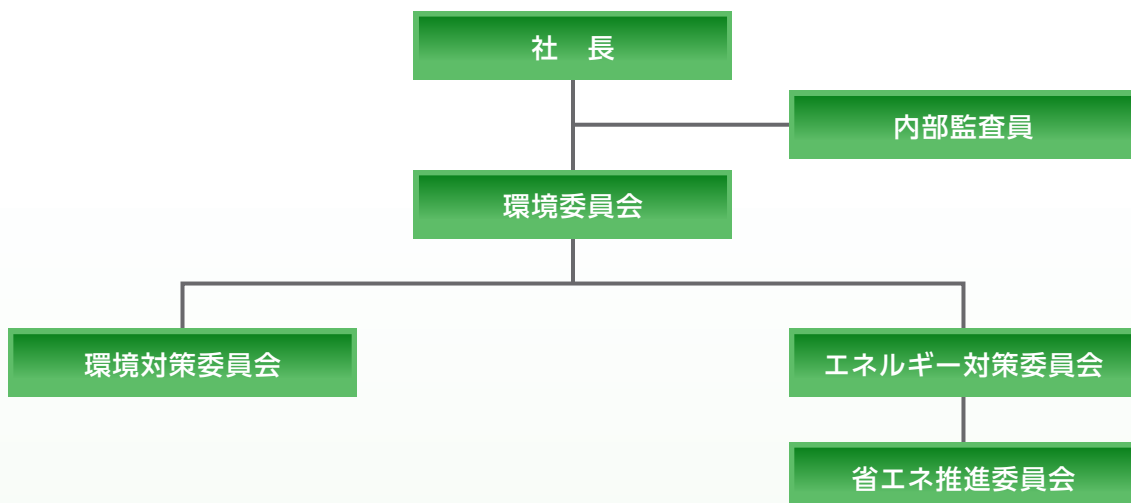 社　長
内部監査員
環境委員会
環境対策委員会
エネルギー対策委員会
省エネ推進委員会